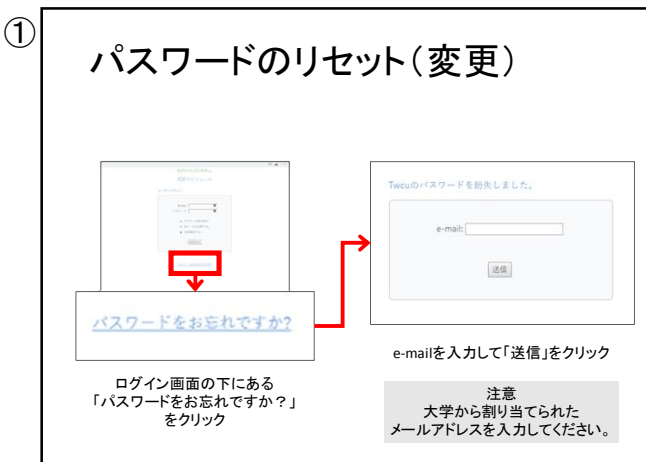 ①
パスワードのリセット（変更）
e-mail:
パスワードをお忘れですか?
ログイン画面の下にある
「パスワードをお忘れですか？」
をクリック
Twcuのパスワードを紛失しました。
e-mail:
送信
e-mailを入力して「送信」をクリック
注意
大学から割り当てられた
メールアドレスを入力してください。